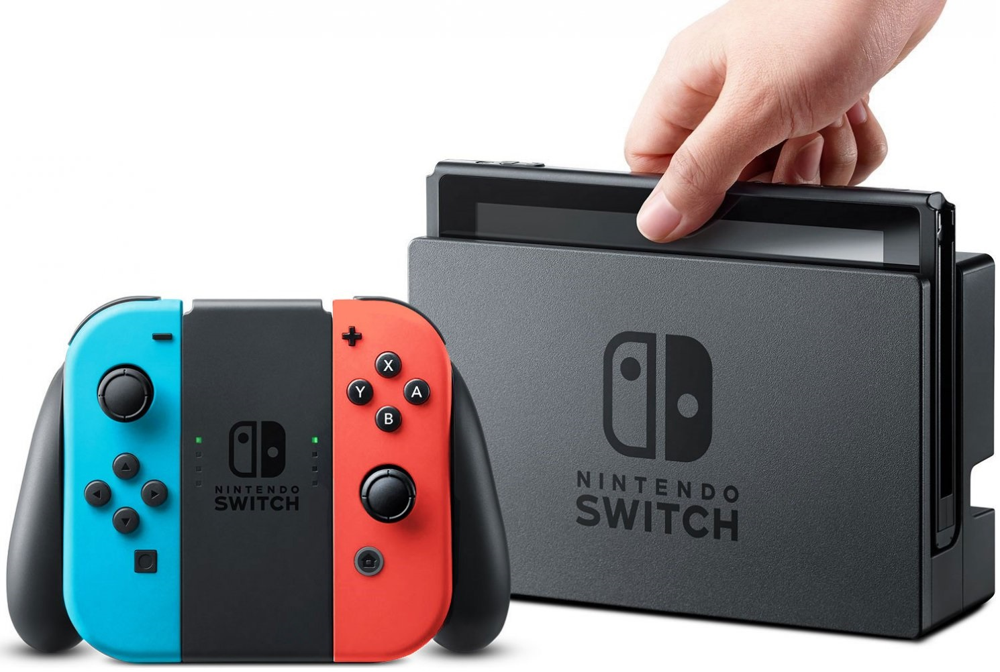 X
Y
A
B
NINTENDO
SWITCH
NINTENDO
SWITCH